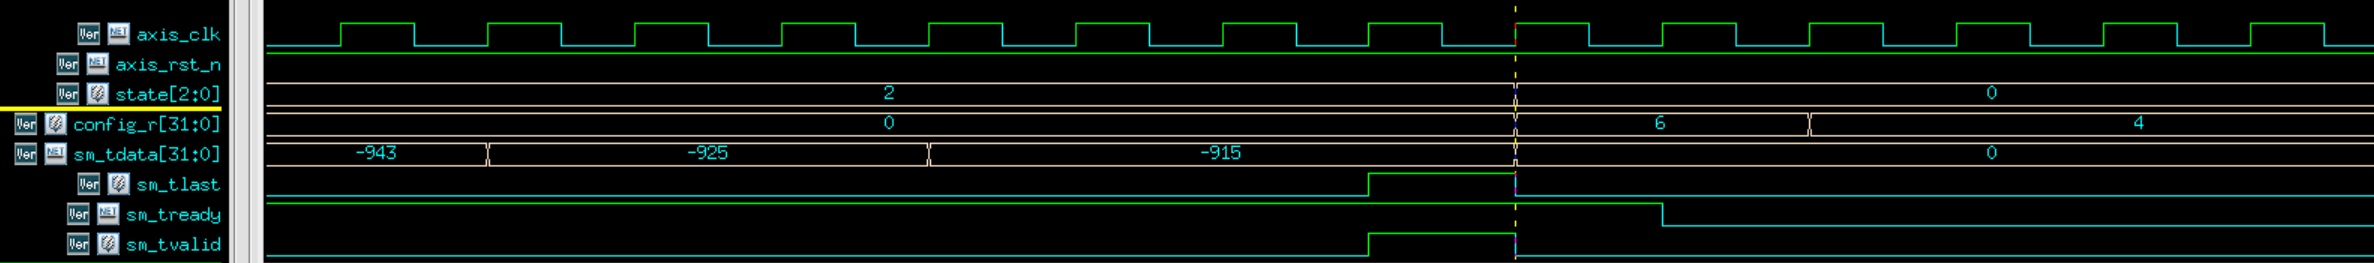 Ver NET axis_clk
Ver NET axis_rst_n
Ver state[2:0] 2 0
Ver config_r[31:0] 0 6 4
Ver NET sm_tdata[31:0] -943 -925 -915 0
Ver sm_tlast
Ver NET sm_tready
Ver sm_tvalid